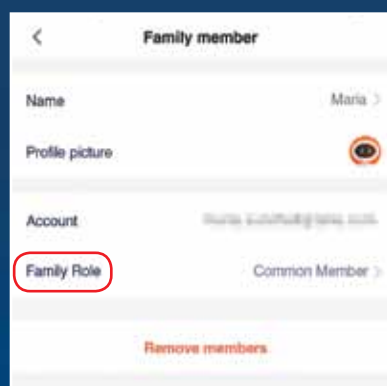 Family member
Name Maria
Profile picture
Account
Family Role Common Member
Remove members